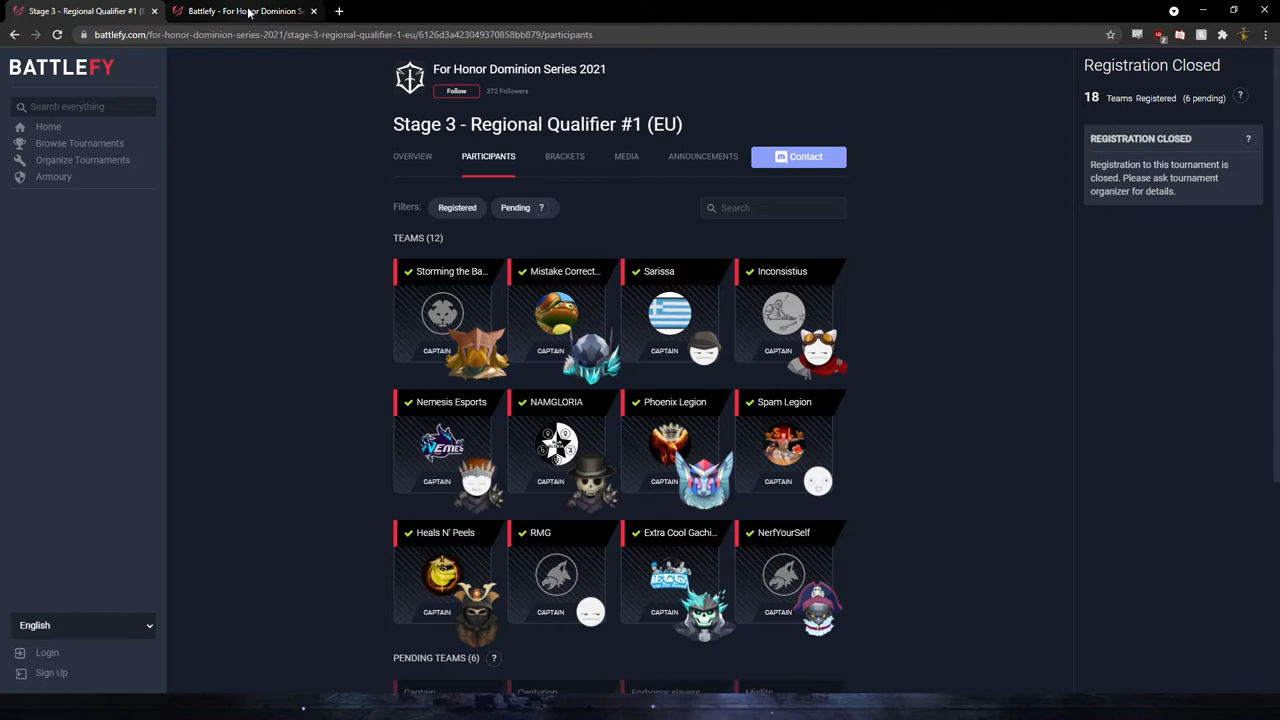 Stage 3 - Regional Qualifier #1 (E
Battlefy - For Honor Dominion Se
battlefy.com/for-honor-dominion-series-2021/stage-3-regional-qualifier-1-eu/6126d3a423049370858bb879/participants
BATTLEFY
Search everything
Home
Browse Tournaments
Organize Tournaments
Armoury
For Honor Dominion Series 2021
Follow
372 Followers
Stage 3 - Regional Qualifier #1 (EU)
OVERVIEW
PARTICIPANTS
BRACKETS
MEDIA
ANNOUNCEMENTS
Contact
Filters:
Registered
Pending ?
Search
TEAMS (12)
Storming the Ba...
Mistake Correct...
Sarissa
Inconsistius
CAPTAIN
CAPTAIN
CAPTAIN
CAPTAIN
Nemesis Esports
NAMGLORIA
Phoenix Legion
Spam Legion
CAPTAIN
CAPTAIN
CAPTAIN
CAPTAIN
Heals N' Peels
RMG
Extra Cool Gachi...
NerfYourSelf
CAPTAIN
CAPTAIN
CAPTAIN
CAPTAIN
PENDING TEAMS (6) ?
Captain
Centurion
Forhonor slayers
Misfits
Registration Closed
18 Teams Registered (6 pending) ?
REGISTRATION CLOSED ?
Registration to this tournament is
closed. Please ask tournament
organizer for details.
English
Login
Sign Up